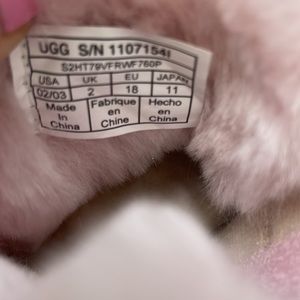 UGG S/N 1107154I
S2HT79VFRWF760P
USA UK EU JAPAN
02/03 2 18 11
Made In China
Fabriqué en Chine
Hecho en China